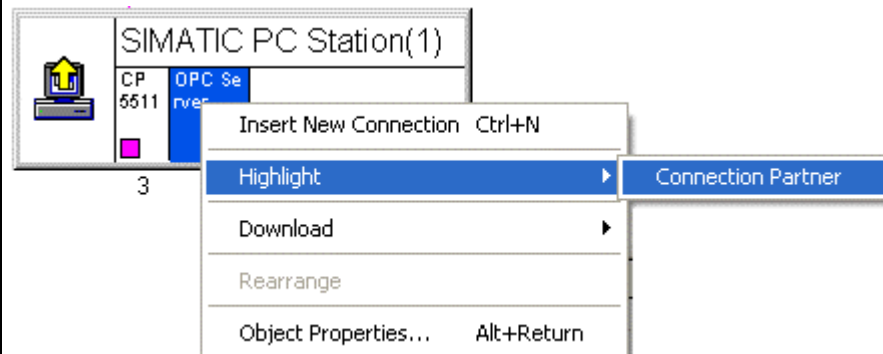 SIMATIC PC Station(1)
CP
5511
OPC Se
rver
3
Insert New Connection Ctrl+N
Highlight
Connection Partner
Download
Rearrange
Object Properties... Alt+Return